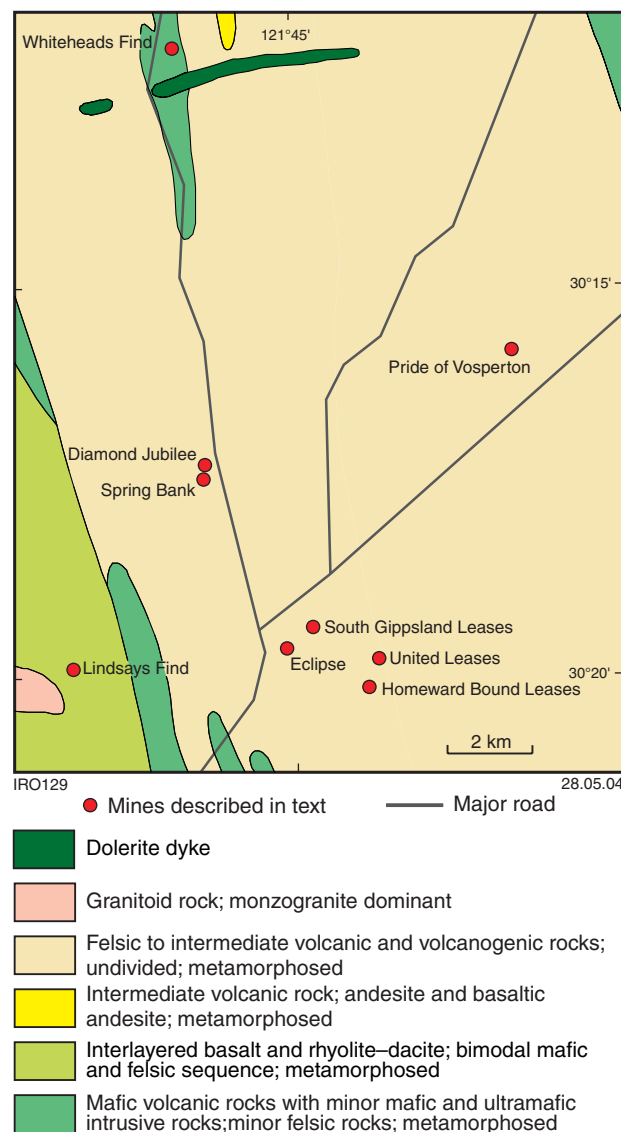 121°45'
Whiteheads Find
30°15'
Pride of Vosperton
Diamond Jubilee
Spring Bank
South Gippsland Leases
Eclipse
United Leases
Lindsays Find
30°20'
Homeward Bound Leases
2 km
IRO129
28.05.04
Mines described in text
Major road
Dolerite dyke
Granitoid rock; monzogranite dominant
Felsic to intermediate volcanic and volcanogenic rocks;
undivided; metamorphosed
Intermediate volcanic rock; andesite and basaltic
andesite; metamorphosed
Interlayered basalt and rhyolite–dacite; bimodal mafic
and felsic sequence; metamorphosed
Mafic volcanic rocks with minor mafic and ultramafic
intrusive rocks;minor felsic rocks; metamorphosed